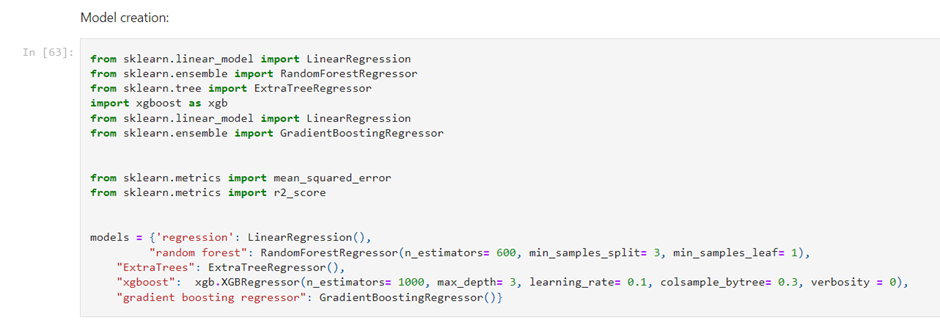 Model creation:
In [63]:
from sklearn.linear_model import LinearRegression
from sklearn.ensemble import RandomForestRegressor
from sklearn.tree import ExtraTreeRegressor
import xgboost as xgb
from sklearn.linear_model import LinearRegression
from sklearn.ensemble import GradientBoostingRegressor
from sklearn.metrics import mean_squared_error
from sklearn.metrics import r2_score
models = {'regression': LinearRegression(),
"random forest": RandomForestRegressor(n_estimators= 600, min_samples_split= 3, min_samples_leaf= 1),
"ExtraTrees": ExtraTreeRegressor(),
"xgboost":  xgb.XGBRegressor(n_estimators= 1000, max_depth= 3, learning_rate= 0.1, colsample_bytree= 0.3, verbosity = 0),
"gradient boosting regressor": GradientBoostingRegressor()}